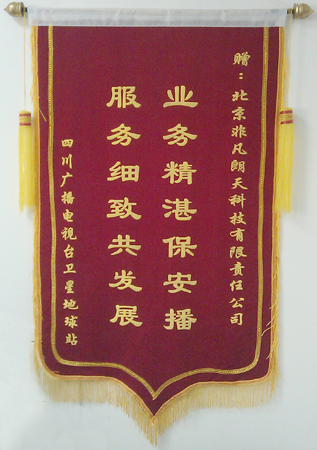 赠：北京非凡朗天科技有限责任公司
业务精湛保安播
服务细致共发展
四川广播电视台卫星地球站